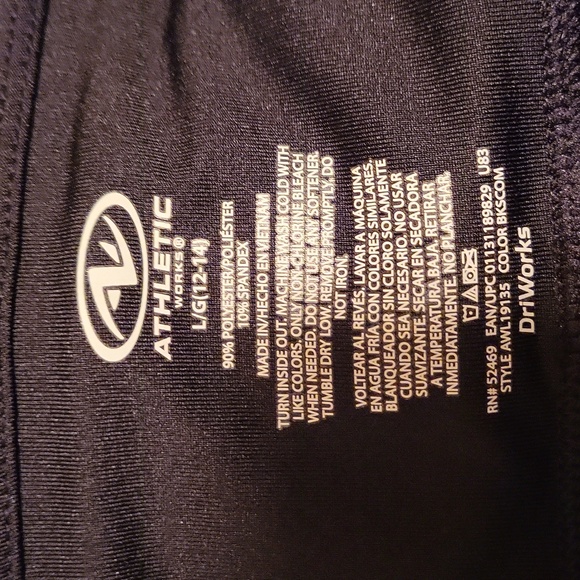 ATHLETIC
WORKS®
L/G(12-14)
90% POLYESTER/POLIÉSTER
10% SPANDEX
MADE IN/HECHO EN VIETNAM
TURN INSIDE OUT. MACHINE WASH COLD WITH
LIKE COLORS, ONLY NON-CHLORINE BLEACH
WHEN NEEDED. DO NOT USE ANY SOFTENER.
TUMBLE DRY LOW, REMOVE PROMPTLY. DO
NOT IRON.
VOLTEAR AL REVÉS, LAVAR A MÁQUINA
EN AGUA FRÍA CON COLORES SIMILARES,
BLANQUEADOR SIN CLORO SOLAMENTE
CUANDO SEA NECESARIO. NO USAR
SUAVIZANTE. SECAR EN SECADORA
A TEMPERATURA BAJA, RETIRAR
INMEDIATAMENTE. NO PLANCHAR.
RN# 52469 EAN/UPC 01131189829 U83
STYLE AWL19135 COLOR BKSCOM
DriWorks